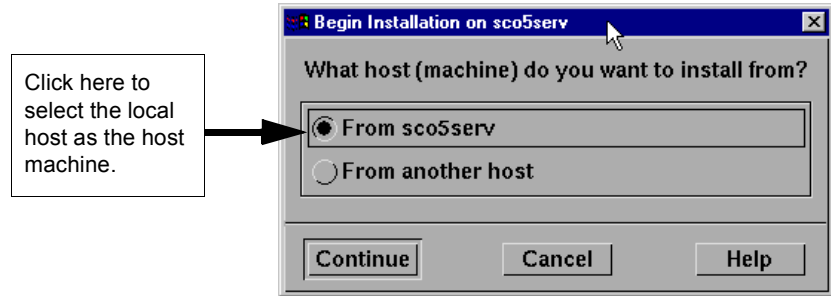 Begin Installation on sco5serv
What host (machine) do you want to install from?
Click here to
select the local
host as the host
machine.
From sco5serv
From another host
Continue
Cancel
Help